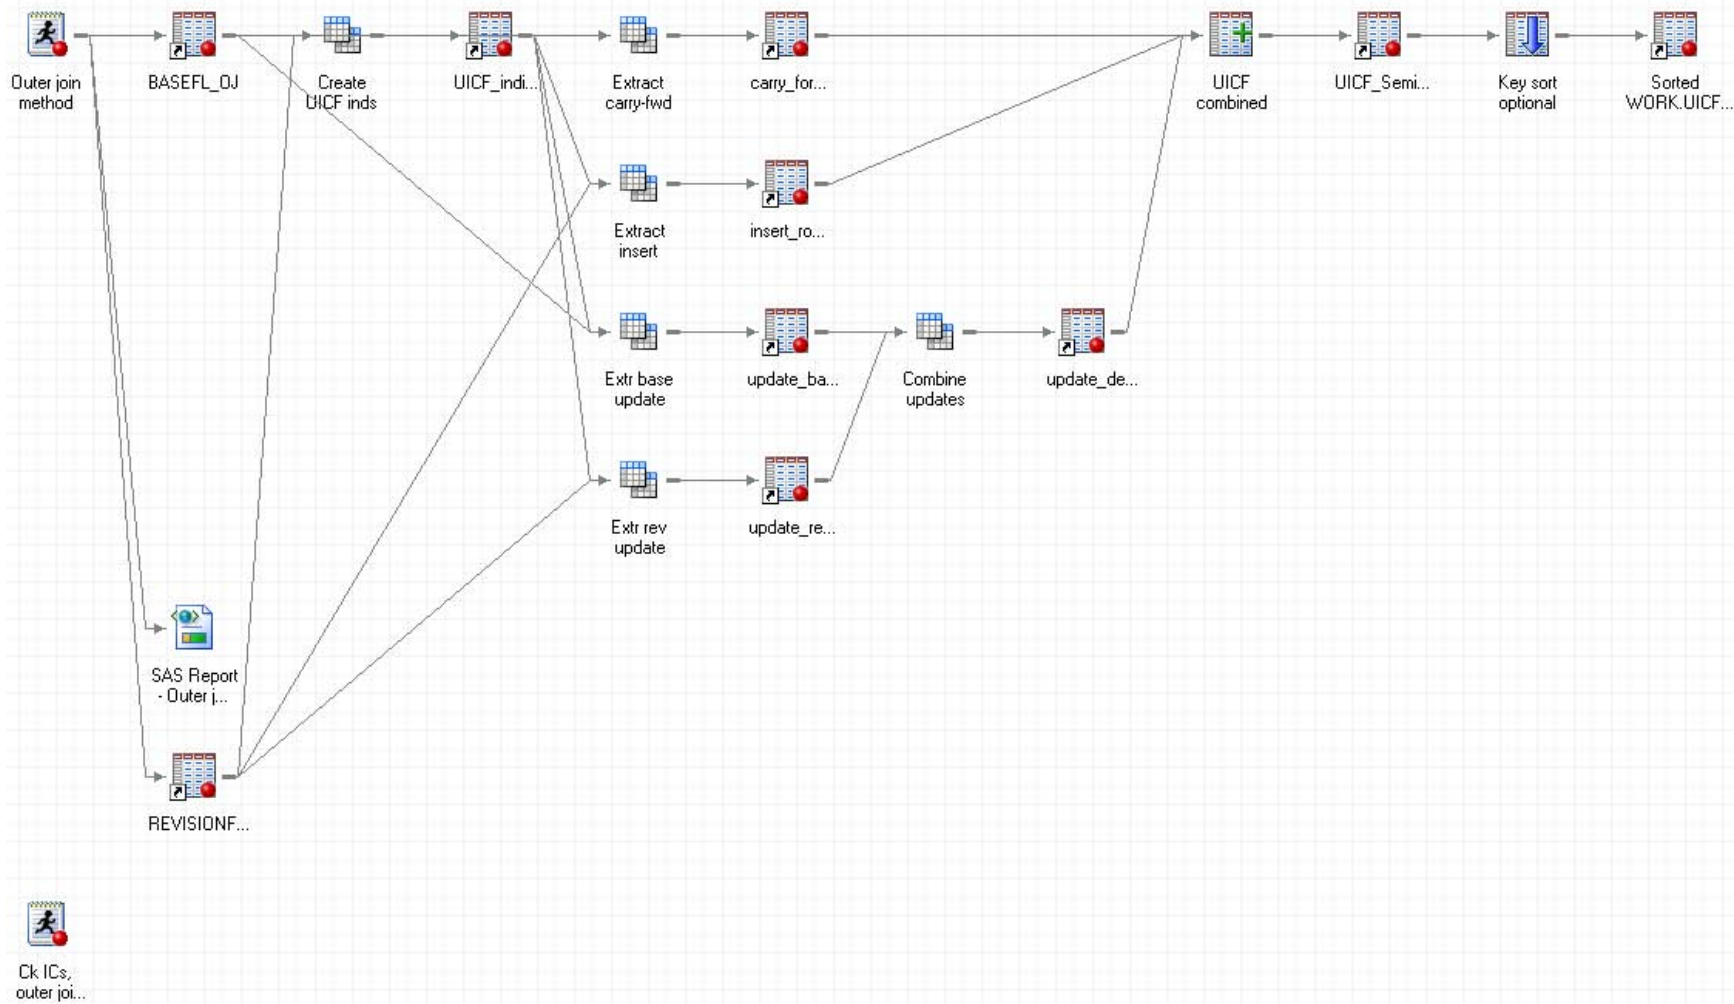 Outer join
method
BASEFL_OJ
Create
UICF inds
UICF_indi...
Extract
carry-fwd
carry_for...
UICF
combined
UICF_Semi...
Key sort
optional
Sorted
WORK.UICF...
Extract
insert
insert_ro...
Extr base
update
update_ba...
Combine
updates
update_de...
Extr rev
update
update_re...
SAS Report
- Outer j...
REVISIONF...
Ck ICs,
outer joi...